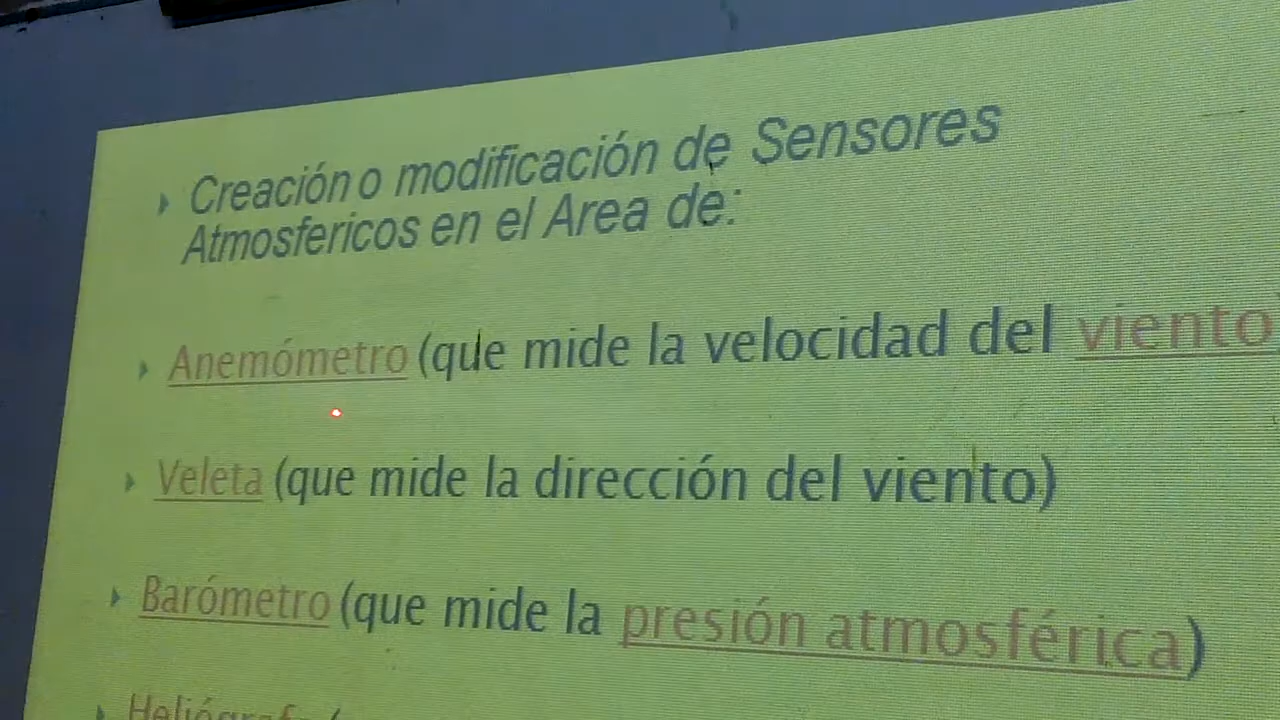 Creación o modificación de Sensores
Atmosfericos en el Area de:
Anemómetro (que mide la velocidad del viento
Veleta (que mide la dirección del viento)
Barómetro (que mide la presión atmosférica)